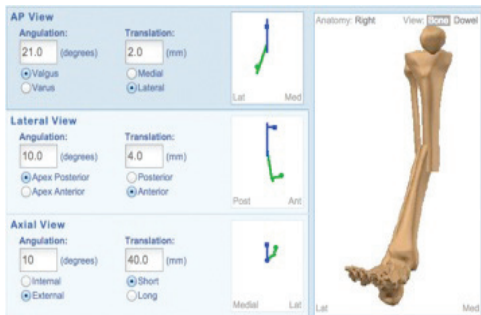 AP View
Angulation: Translation:
21.0 (degrees) 2.0 (mm)
Valgus Medial
Varus Lateral
Lat Med
Lateral View
Angulation: Translation:
10.0 (degrees) 4.0 (mm)
Apex Posterior Posterior
Apex Anterior Anterior
Post Ant
Axial View
Angulation: Translation:
10 (degrees) 40.0 (mm)
Internal Short
External Long
Medial Lat
Anatomy: Right View: Bone Dowel
Lat Med